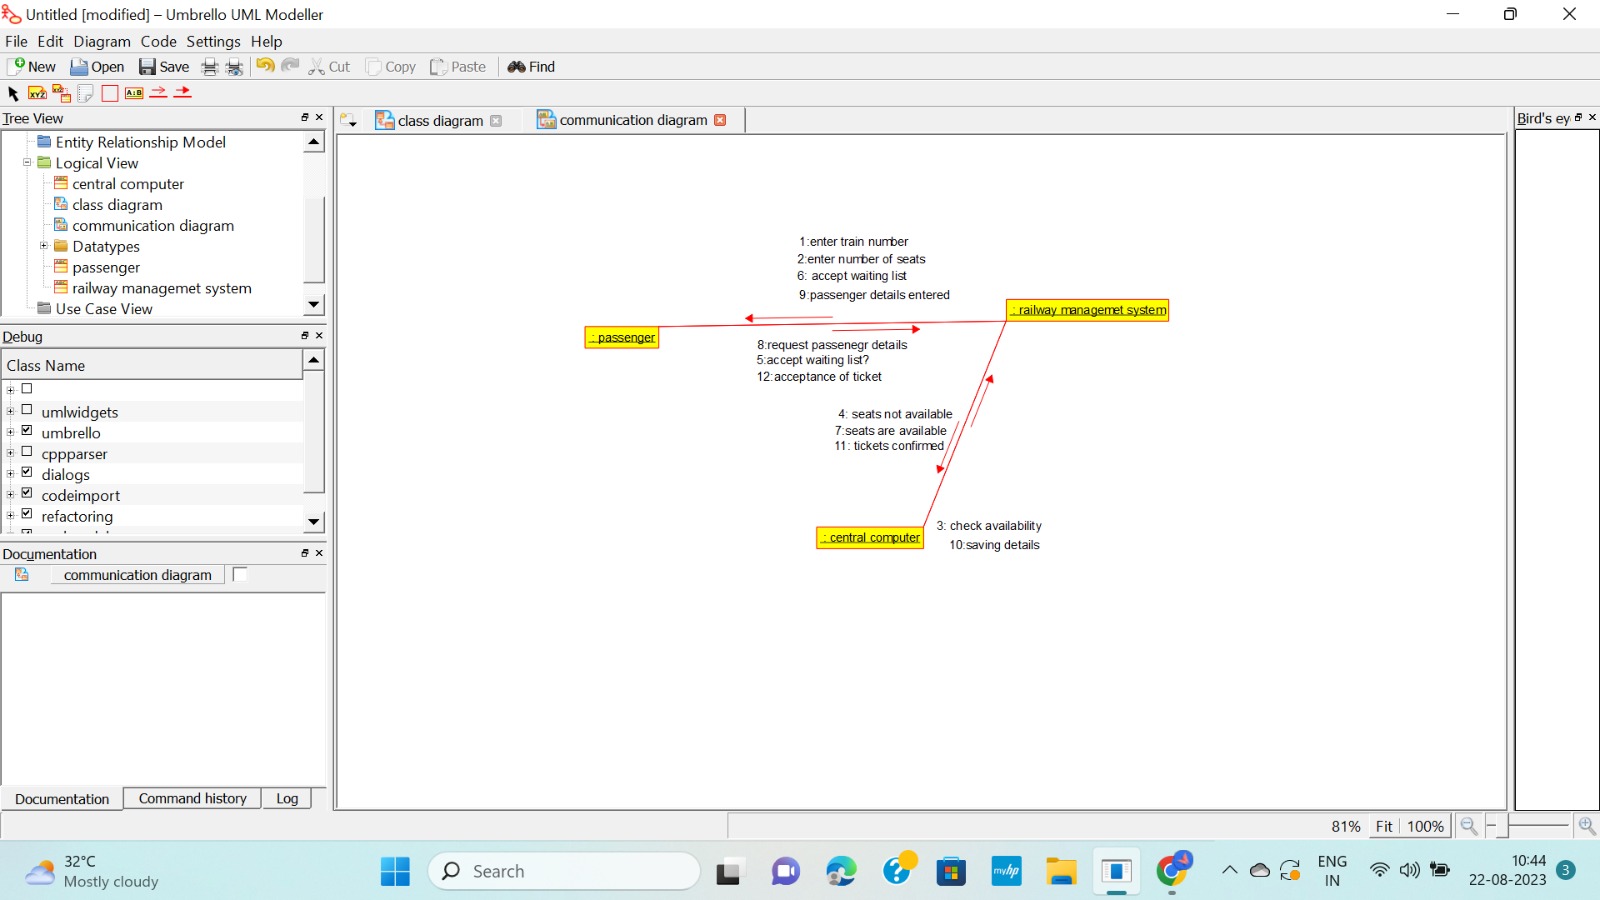 Untitled [modified] – Umbrello UML Modeller
File Edit Diagram Code Settings Help
New Open Save Cut Copy Paste Find
XYZ A:B
Tree View
Entity Relationship Model
Logical View
central computer
class diagram
communication diagram
Datatypes
passenger
railway managemet system
Use Case View
Debug
Class Name
umlwidgets
umbrello
cppparser
dialogs
codeimport
refactoring
Documentation
communication diagram
Documentation Command history Log
class diagram communication diagram
1:enter train number
2:enter number of seats
6: accept waiting list
9:passenger details entered
: railway managemet system
: passenger
8:request passenegr details
5:accept waiting list?
12:acceptance of ticket
4: seats not available
7:seats are available
11: tickets confirmed
3: check availability
: central computer
10:saving details
Bird's ey
81% Fit 100%
32°C
Mostly cloudy
Search
myhp
4
ENG
IN
10:44
22-08-2023
3